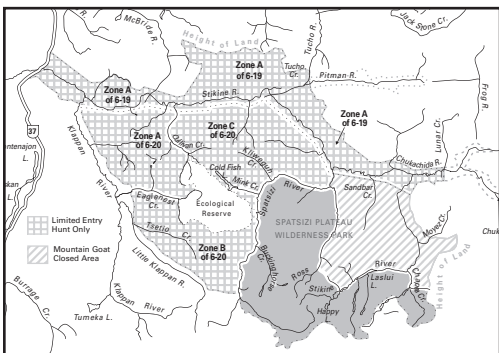 McBride R.
Height of Land
Zone A
of 6-19
Tucho
Cr.
Tucho R.
Jack Stone Cr.
Pitman R.
Frog R.
Zone A
of 6-19
Stikine R.
Zone A
of 6-19
37
Klappan
River
Zone A
of 6-20
Zone C
of 6-20
Cold Fish
Mink Cr.
Chukachida R.
Eaglenest
Cr.
Ecological
Reserve
Spatsizi
River
Sandbar
Cr.
SPATSIZI PLATEAU
WILDERNESS PARK
Moyez Cr.
Limited Entry
Hunt Only
Tsetia Cr.
Zone B
of 6-20
Mountain Goat
Closed Area
Little Klappan R.
Ross
River
Laslui
L.
Height of Land
Burrage Cr.
Klappan River
Tumeka L.
Stikine
Happy